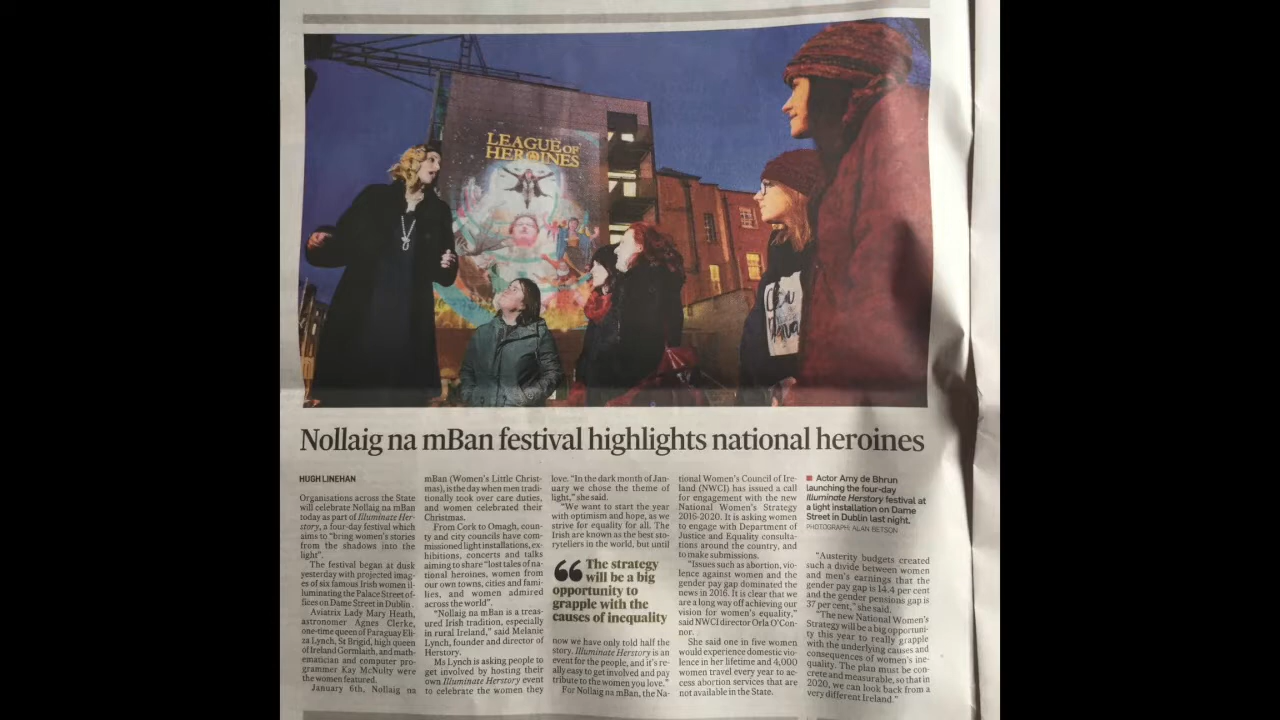 LEAGUE OF
HEROINES
Nollaig na mBan festival highlights national heroines
HUGH LINEHAN
Organisations across the State
will celebrate Nollaig na mBan
today as part of Illuminate Her-
story, a four-day festival which
aims to "bring women's stories
from the shadows into the
light".
The festival began at dusk
yesterday with projected imag-
es of six famous Irish women il-
luminating the Palace Street of-
fices on Dame Street in Dublin.
Aviatrix Lady Mary Heath,
astronomer Agnes Clerke,
one-time queen of Paraguay Eli-
za Lynch, St Brigid, high queen
of Ireland Gormlaith, and math-
ematician and computer pro-
grammer Kay McNulty were
the women featured.
January 6th, Nollaig na
mBan (Women's Little Christ-
mas), is the day when men tradi-
tionally took over care duties,
and women celebrated their
Christmas.
From Cork to Omagh, coun-
ty and city councils have com-
missioned light installations, ex-
hibitions, concerts and talks
aiming to share "lost tales of na-
tional heroines, women from
our own towns, cities and fami-
lies, and women admired
across the world".
"Nollaig na mBan is a treas-
ured Irish tradition, especially
in rural Ireland," said Melanie
Lynch, founder and director of
Herstory.
Ms Lynch is asking people to
get involved by hosting their
own Illuminate Herstory event
to celebrate the women they
love. "In the dark month of Jan-
uary we chose the theme of
light," she said.
"We want to start the year
with optimism and hope, as we
strive for equality for all. The
Irish are known as the best sto-
rytellers in the world, but until
“ The strategy
will be a big
opportunity to
grapple with the
causes of inequality
now we have only told half the
story. Illuminate Herstory is an
event for the people, and it's re-
ally easy to get involved and pay
tribute to the women you love."
For Nollaig na mBan, the Na-
tional Women's Council of Ire-
land (NWCI) has issued a call
for engagement with the new
National Women's Strategy
2016-2020. It is asking women
to engage with Department of
Justice and Equality consulta-
tions around the country, and
to make submissions.
"Issues such as abortion, vio-
lence against women and the
gender pay gap dominated the
news in 2016. It is clear that we
are a long way off achieving our
vision for women's equality,"
said NWCI director Orla O'Con-
nor.
She said one in five women
would experience domestic vio-
lence in her lifetime and 4,000
women travel every year to ac-
cess abortion services that are
not available in the State.
Actor Amy de Bhrun
launching the four-day
Illuminate Herstory festival at
a light installation on Dame
Street in Dublin last night.
PHOTOGRAPH: ALAN BETSON
"Austerity budgets created
such a divide between women
and men's earnings that the
gender pay gap is 14.4 per cent
and the gender pensions gap is
37 per cent," she said.
"The new National Women's
Strategy will be a big opportuni-
ty this year to really grapple
with the underlying causes and
consequences of women's ine-
quality. The plan must be con-
crete and measurable, so that in
2020, we can look back from a
very different Ireland."